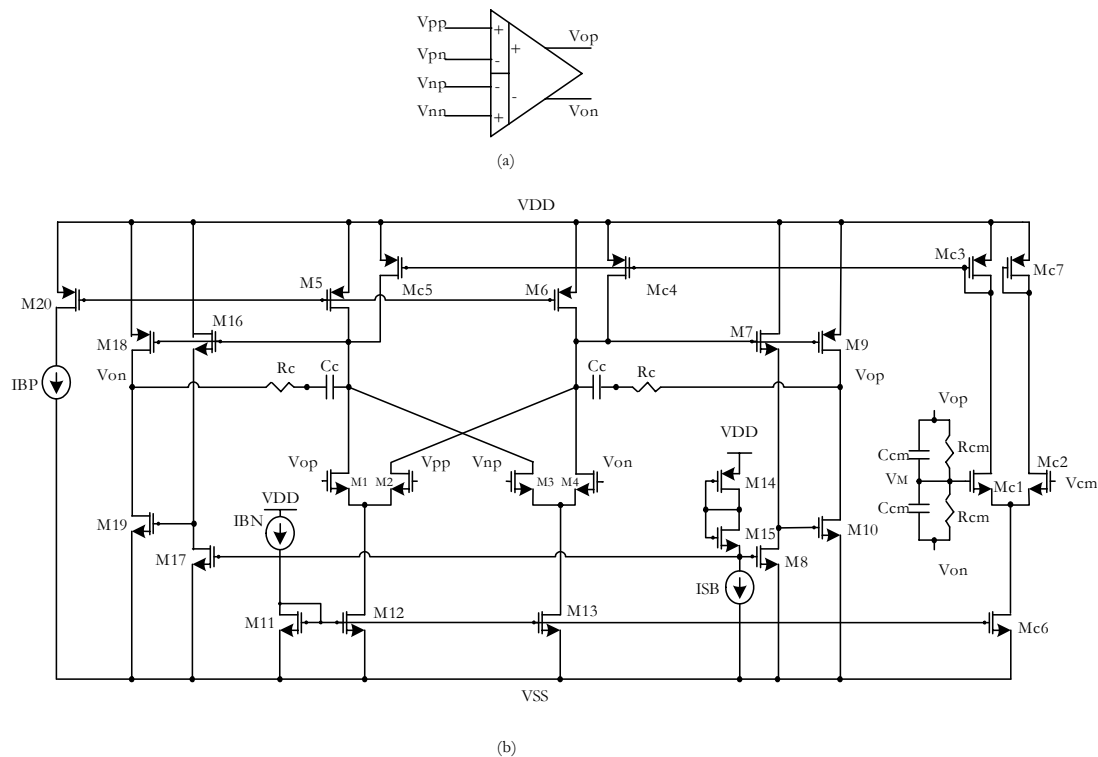 Vpp
Vpn
Vnp
Vnn
+
-
-
+
+
-
Vop
Von
(a)
VDD
M20
M18
M16
M5
Mc5
M6
Mc4
M7
M9
Mc3
Mc7
IBP
Von
Rc
Cc
Cc
Rc
Vop
Vop
M1
M2
Vpp
Vnp
M3
M4
Von
VDD
M14
M15
Vop
Ccm
Rcm
VM
Ccm
Rcm
Von
Mc1
Mc2
Vcm
M19
M17
VDD
IBN
M10
M8
ISB
M11
M12
M13
Mc6
VSS
(b)